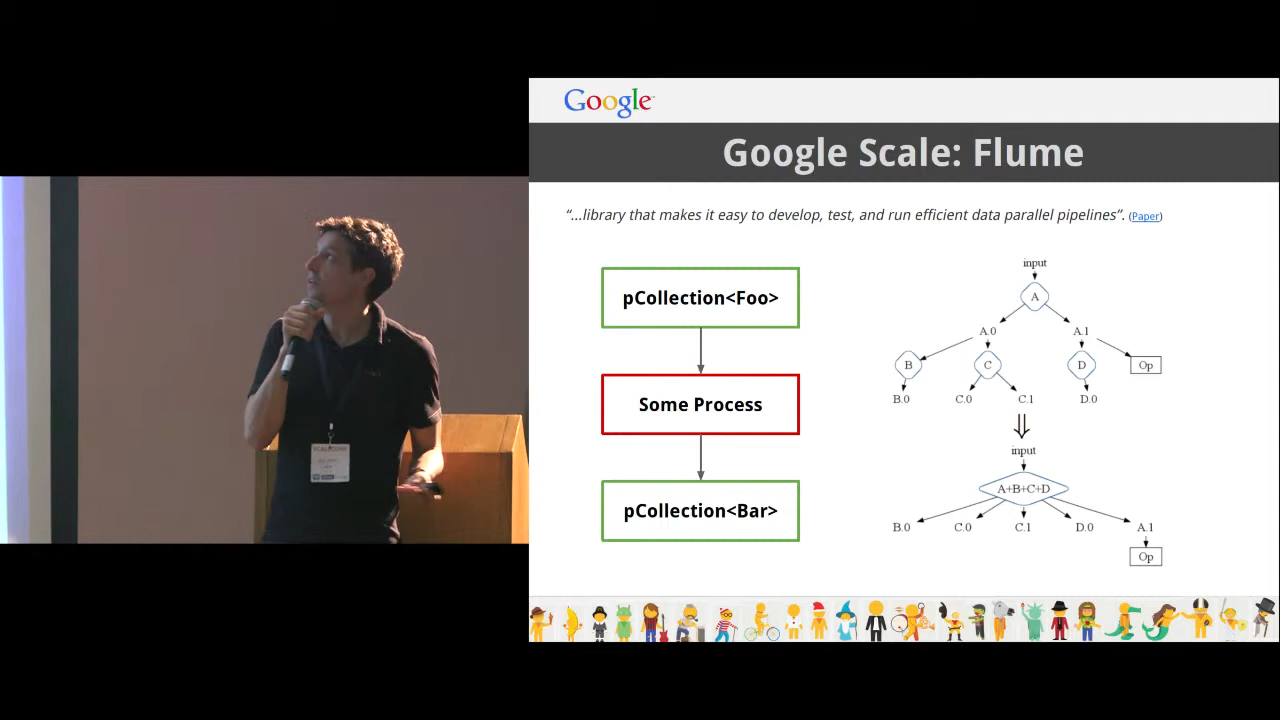 Google
Google Scale: Flume
“...library that makes it easy to develop, test, and run efficient data parallel pipelines”. (Paper)
pCollection<Foo>
Some Process
pCollection<Bar>
input
A
A.0 A.1
B C D Op
B.0 C.0 C.1 D.0
input
A+B+C+D
B.0 C.0 C.1 D.0 A.1
Op